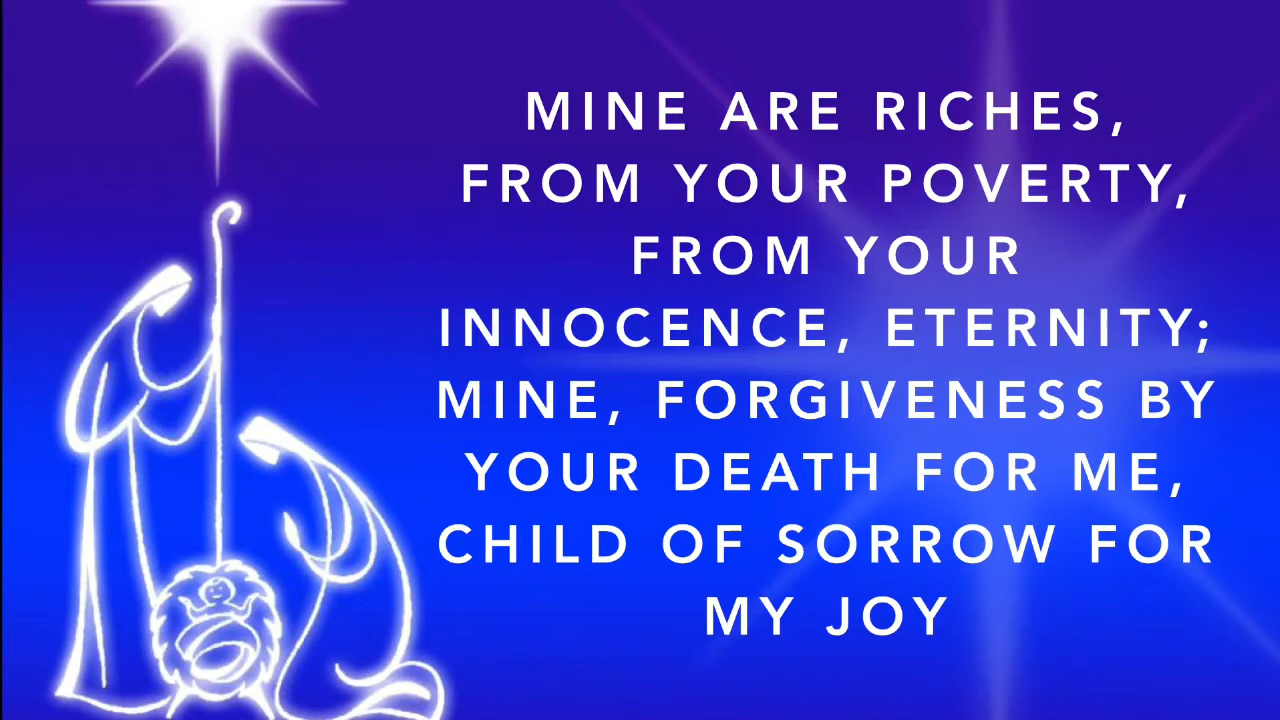 MINE ARE RICHES,
FROM YOUR POVERTY,
FROM YOUR
INNOCENCE, ETERNITY;
MINE, FORGIVENESS BY
YOUR DEATH FOR ME,
CHILD OF SORROW FOR
MY JOY